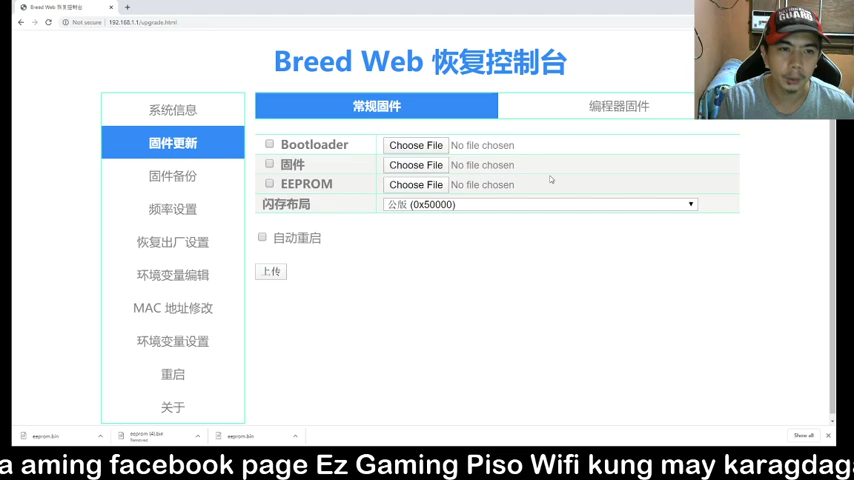 Breed Web 恢复控制台
Not secure | 192.168.1.1/upgrade.html
GUARD
Breed Web 恢复控制台
系统信息
固件更新
固件备份
频率设置
恢复出厂设置
环境变量编辑
MAC 地址修改
环境变量设置
重启
关于
常规固件
编程器固件
Bootloader Choose File No file chosen
固件 Choose File No file chosen
EEPROM Choose File No file chosen
闪存布局 公版 (0x50000)
自动重启
上传
eeprom.bin
eeprom (4).bin
Removed
eeprom.bin
Show all
a aming facebook page Ez Gaming Piso Wifi kung may karagdaga